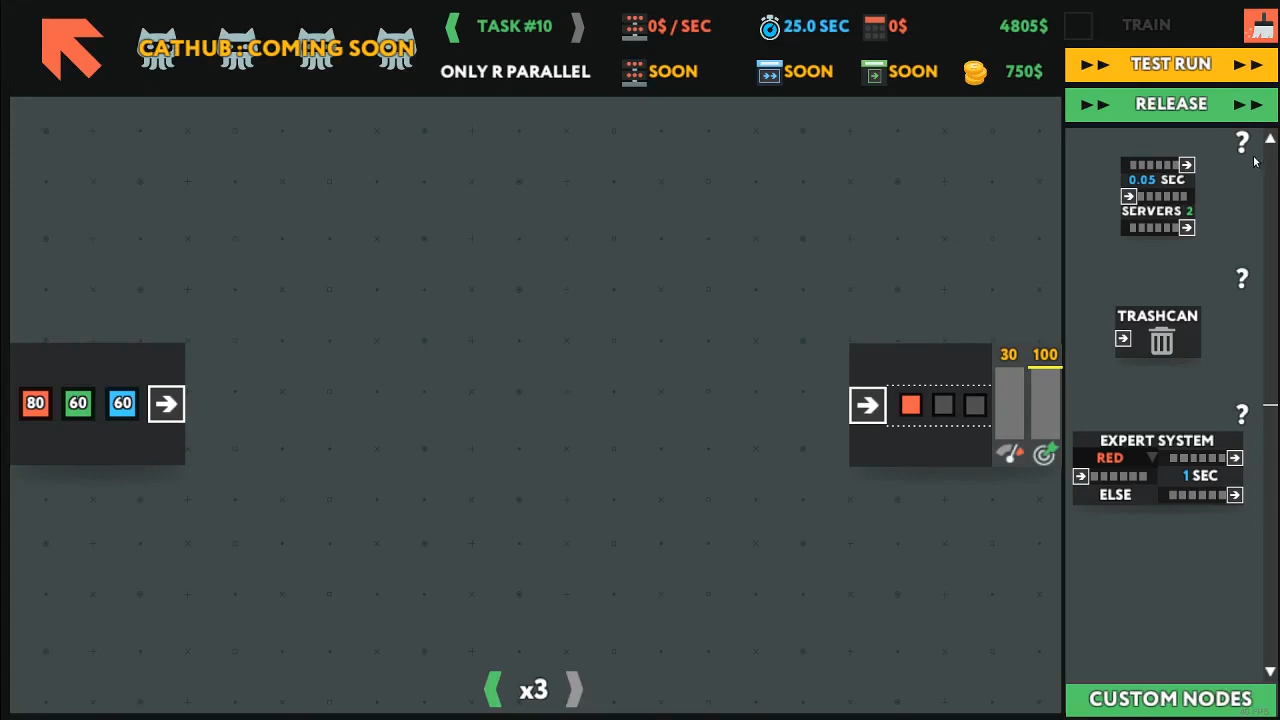 CATHUB : COMING SOON
TASK #10
0$ / SEC
25.0 SEC
0$
4805$
TRAIN
ONLY R PARALLEL
SOON
SOON
SOON
750$
TEST RUN
RELEASE
?
0.05 SEC
SERVERS 2
?
TRASHCAN
80
60
60
30
100
?
EXPERT SYSTEM
RED
1 SEC
ELSE
x3
CUSTOM NODES